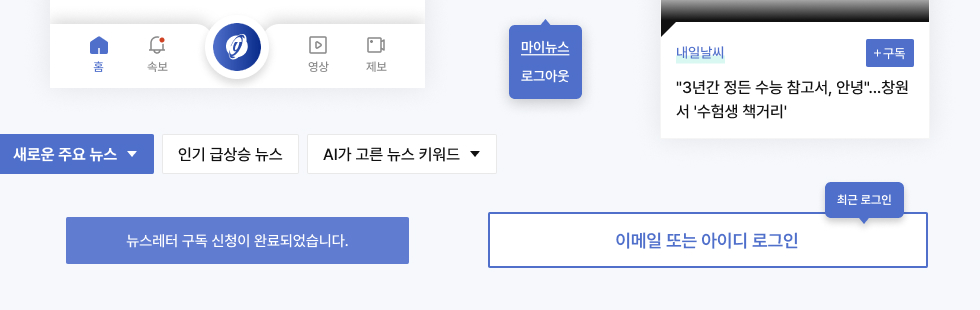 홈
속보
영상
제보
마이뉴스
로그아웃
내일날씨
+구독
"3년간 정든 수능 참고서, 안녕"...창원
서 '수험생 책거리'
새로운 주요 뉴스
인기 급상승 뉴스
AI가 고른 뉴스 키워드
최근 로그인
뉴스레터 구독 신청이 완료되었습니다.
이메일 또는 아이디 로그인